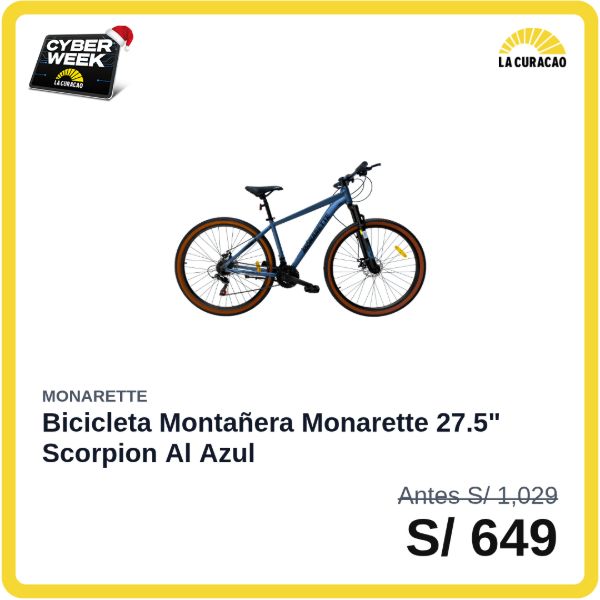 CYBER
WEEK
LA CURACAO
LA CURACAO
MONARETTE
MONARETTE
Bicicleta Montañera Monarette 27.5"
Scorpion Al Azul
Antes S/ 1,029
S/ 649